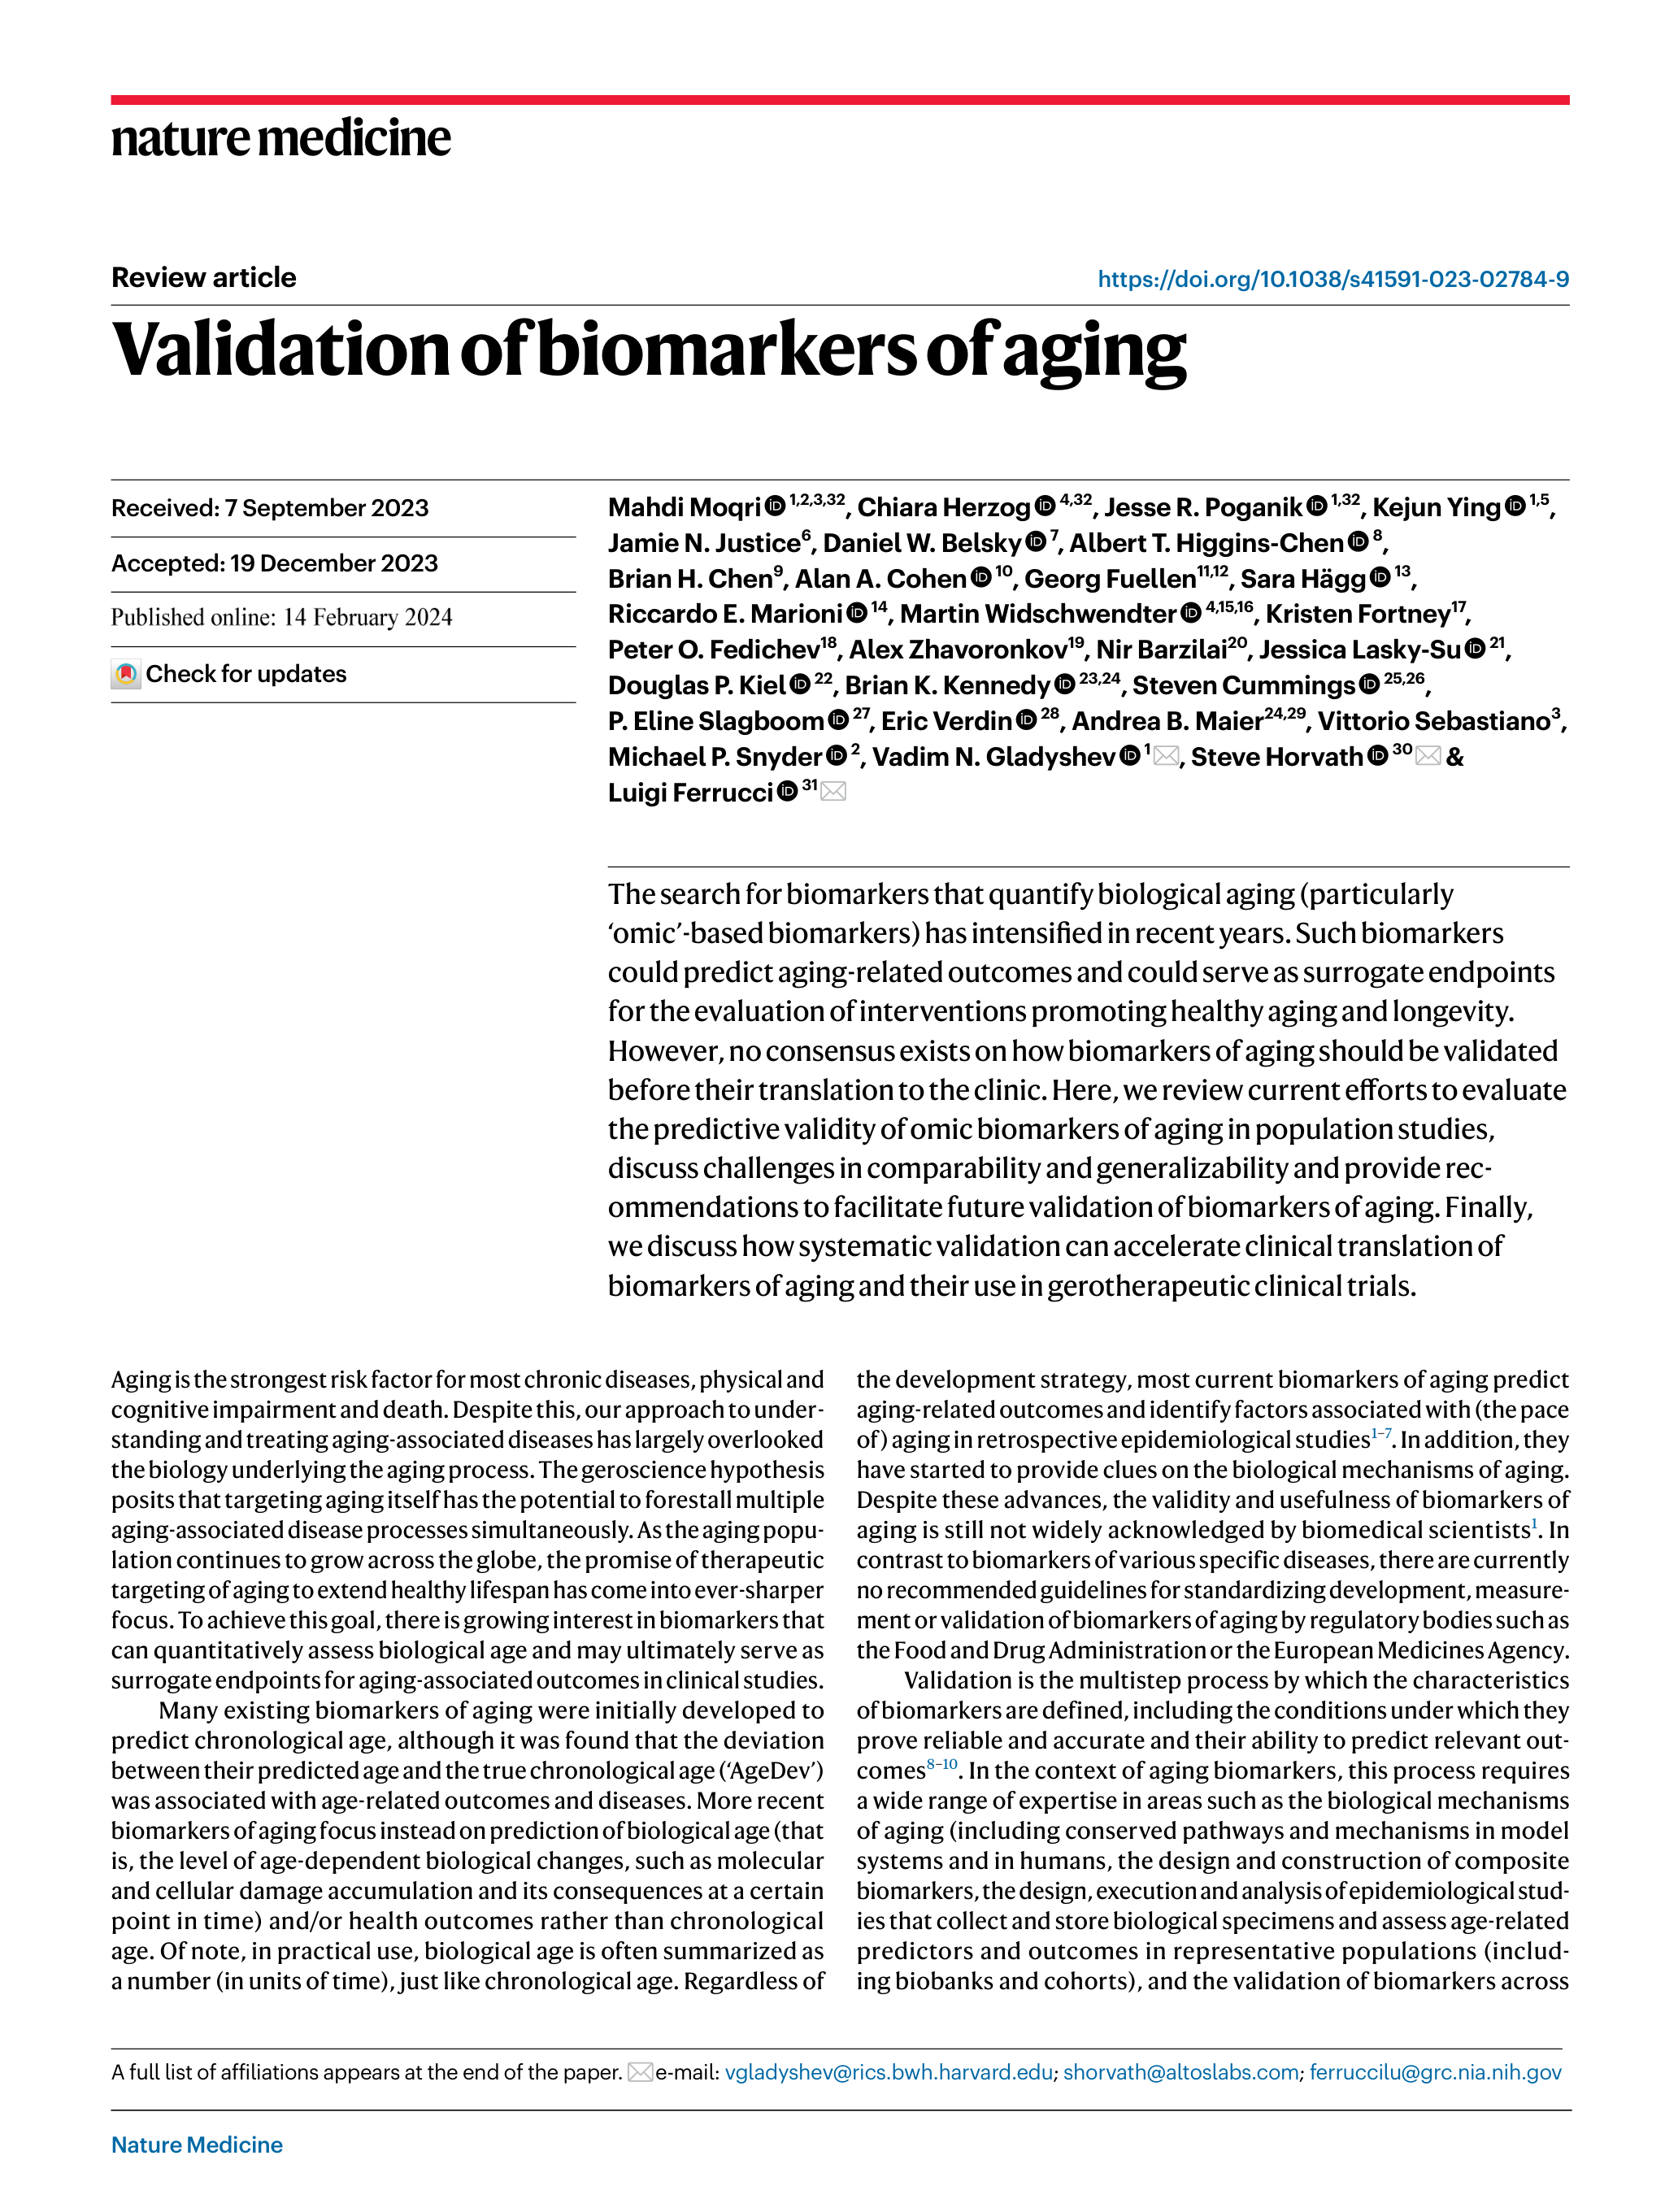 nature medicine
Review article
https://doi.org/10.1038/s41591-023-02784-9
Validation of biomarkers of aging
Received: 7 September 2023
Accepted: 19 December 2023
Published online: 14 February 2024
Check for updates
Mahdi Moqri 1,2,3,32, Chiara Herzog 4,32, Jesse R. Poganik 1,32, Kejun Ying 1,5,
Jamie N. Justice6, Daniel W. Belsky 7, Albert T. Higgins-Chen 8,
Brian H. Chen9, Alan A. Cohen 10, Georg Fuellen11,12, Sara Hägg 13,
Riccardo E. Marioni 14, Martin Widschwendter 4,15,16, Kristen Fortney17,
Peter O. Fedichev18, Alex Zhavoronkov19, Nir Barzilai20, Jessica Lasky-Su 21,
Douglas P. Kiel 22, Brian K. Kennedy 23,24, Steven Cummings 25,26,
P. Eline Slagboom 27, Eric Verdin 28, Andrea B. Maier24,29, Vittorio Sebastiano3,
Michael P. Snyder 2, Vadim N. Gladyshev 1, Steve Horvath 30 &
Luigi Ferrucci 31
The search for biomarkers that quantify biological aging (particularly
‘omic’-based biomarkers) has intensified in recent years. Such biomarkers
could predict aging-related outcomes and could serve as surrogate endpoints
for the evaluation of interventions promoting healthy aging and longevity.
However, no consensus exists on how biomarkers of aging should be validated
before their translation to the clinic. Here, we review current efforts to evaluate
the predictive validity of omic biomarkers of aging in population studies,
discuss challenges in comparability and generalizability and provide rec-
ommendations to facilitate future validation of biomarkers of aging. Finally,
we discuss how systematic validation can accelerate clinical translation of
biomarkers of aging and their use in gerotherapeutic clinical trials.
Aging is the strongest risk factor for most chronic diseases, physical and
cognitive impairment and death. Despite this, our approach to under-
standing and treating aging-associated diseases has largely overlooked
the biology underlying the aging process. The geroscience hypothesis
posits that targeting aging itself has the potential to forestall multiple
aging-associated disease processes simultaneously. As the aging popu-
lation continues to grow across the globe, the promise of therapeutic
targeting of aging to extend healthy lifespan has come into ever-sharper
focus. To achieve this goal, there is growing interest in biomarkers that
can quantitatively assess biological age and may ultimately serve as
surrogate endpoints for aging-associated outcomes in clinical studies.
Many existing biomarkers of aging were initially developed to
predict chronological age, although it was found that the deviation
between their predicted age and the true chronological age (‘AgeDev’)
was associated with age-related outcomes and diseases. More recent
biomarkers of aging focus instead on prediction of biological age (that
is, the level of age-dependent biological changes, such as molecular
and cellular damage accumulation and its consequences at a certain
point in time) and/or health outcomes rather than chronological
age. Of note, in practical use, biological age is often summarized as
a number (in units of time), just like chronological age. Regardless of
the development strategy, most current biomarkers of aging predict
aging-related outcomes and identify factors associated with (the pace
of) aging in retrospective epidemiological studies1–7. In addition, they
have started to provide clues on the biological mechanisms of aging.
Despite these advances, the validity and usefulness of biomarkers of
aging is still not widely acknowledged by biomedical scientists1. In
contrast to biomarkers of various specific diseases, there are currently
no recommended guidelines for standardizing development, measure-
ment or validation of biomarkers of aging by regulatory bodies such as
the Food and Drug Administration or the European Medicines Agency.
Validation is the multistep process by which the characteristics
of biomarkers are defined, including the conditions under which they
prove reliable and accurate and their ability to predict relevant out-
comes8–10. In the context of aging biomarkers, this process requires
a wide range of expertise in areas such as the biological mechanisms
of aging (including conserved pathways and mechanisms in model
systems and in humans, the design and construction of composite
biomarkers, the design, execution and analysis of epidemiological stud-
ies that collect and store biological specimens and assess age-related
predictors and outcomes in representative populations (includ-
ing biobanks and cohorts), and the validation of biomarkers across
A full list of affiliations appears at the end of the paper. e-mail: vgladyshev@rics.bwh.harvard.edu; shorvath@altoslabs.com; ferruccilu@grc.nia.nih.gov
Nature Medicine